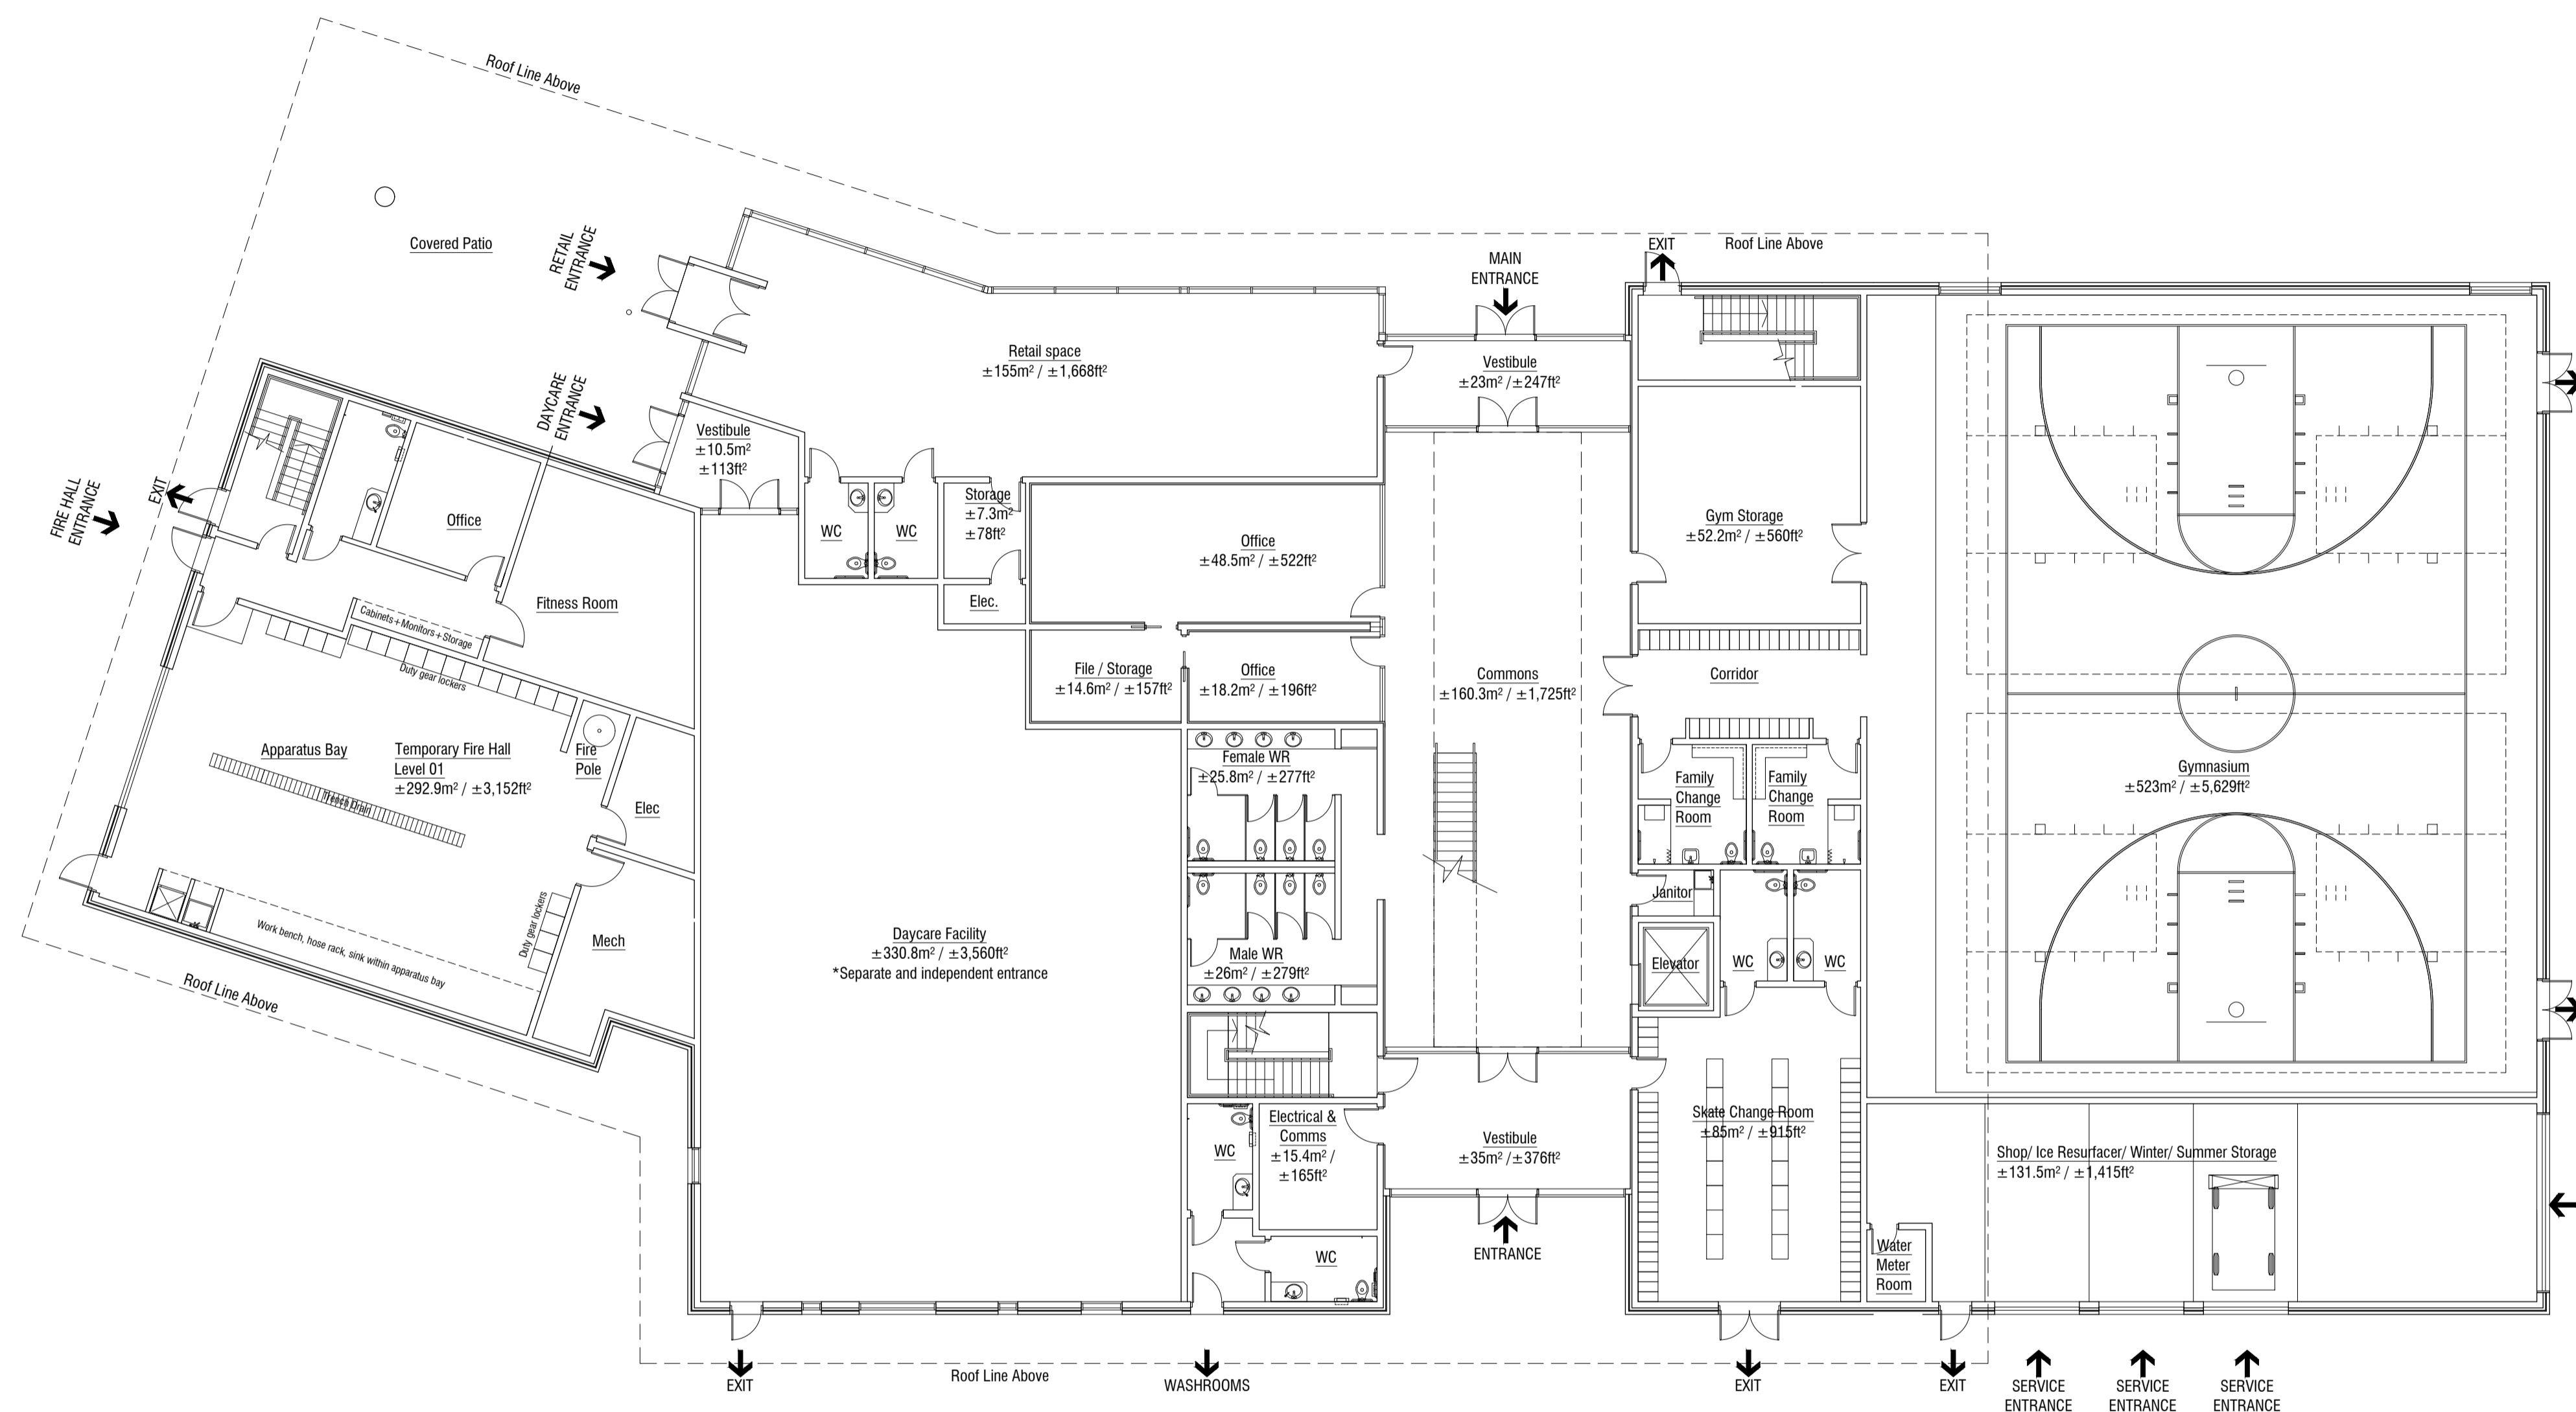 Roof Line Above
Covered Patio
RETAIL
ENTRANCE
DAYCARE
ENTRANCE
FIRE HALL
ENTRANCE
EXIT
Office
Fitness Room
Cabinets+Monitors+Storage
Duty gear lockers
Apparatus Bay
Temporary Fire Hall
Level 01
±292.9m² / ±3,152ft²
Trench Drain
Fire
Pole
Elec
Mech
Duty gear lockers
Work bench, hose rack, sink within apparatus bay
Roof Line Above
Retail space
±155m² / ±1,668ft²
Vestibule
±10.5m²
±113ft²
WC
WC
Storage
±7.3m²
±78ft²
Elec.
Office
±48.5m² / ±522ft²
File / Storage
±14.6m² / ±157ft²
Office
±18.2m² / ±196ft²
Daycare Facility
±330.8m² / ±3,560ft²
*Separate and independent entrance
Female WR
±25.8m² / ±277ft²
Male WR
±26m² / ±279ft²
WC
Electrical &
Comms
±15.4m² /
±165ft²
WC
MAIN
ENTRANCE
Vestibule
±23m² /±247ft²
Commons
±160.3m² / ±1,725ft²
Vestibule
±35m² /±376ft²
ENTRANCE
EXIT
Roof Line Above
Gym Storage
±52.2m² / ±560ft²
Corridor
Family
Change
Room
Family
Change
Room
Janitor
Elevator
WC
WC
Skate Change Room
±85m² / ±915ft²
Gymnasium
±523m² / ±5,629ft²
Shop/ Ice Resurfacer/ Winter/ Summer Storage
±131.5m² / ±1,415ft²
Water
Meter
Room
EXIT
Roof Line Above
WASHROOMS
EXIT
EXIT
SERVICE
ENTRANCE
SERVICE
ENTRANCE
SERVICE
ENTRANCE